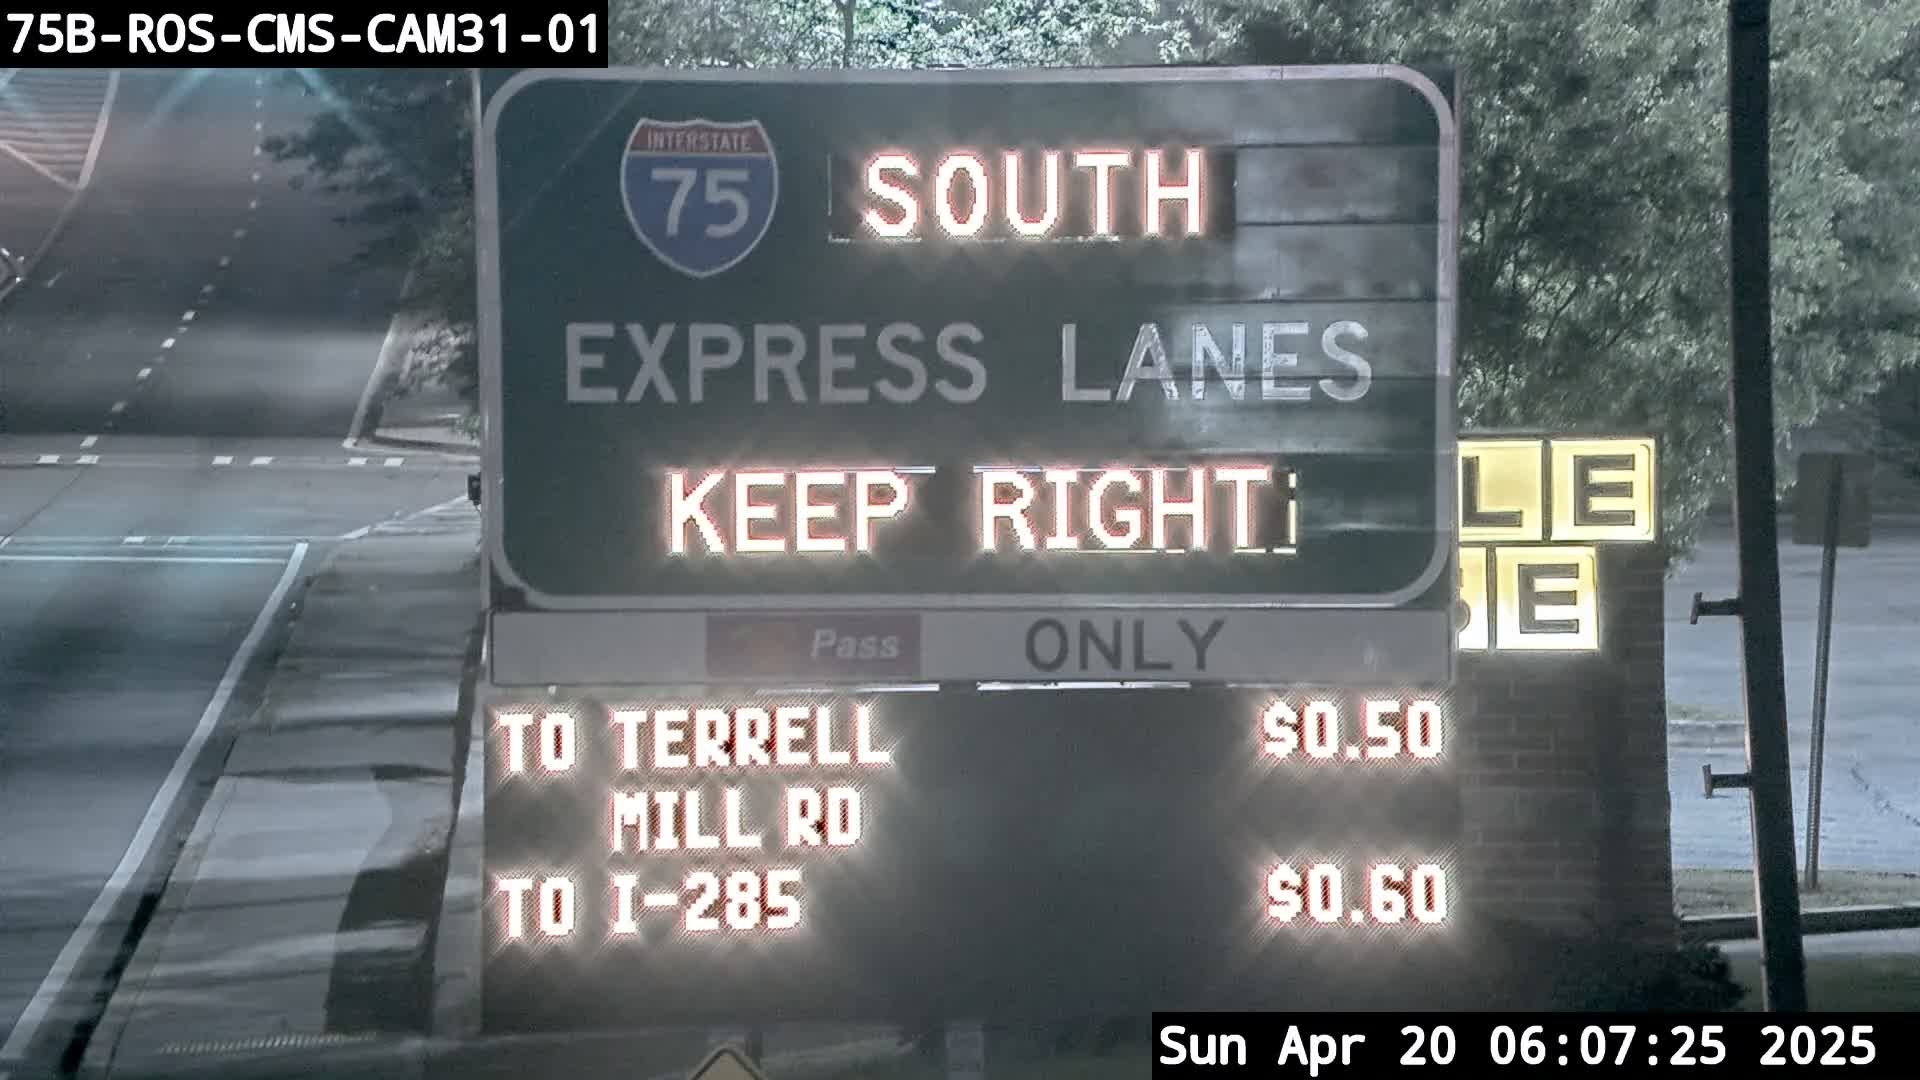 75B-ROS-CMS-CAM31-01
INTERSTATE
75
SOUTH
EXPRESS LANES
KEEP RIGHT
LE
E
Pass ONLY
TO TERRELL $0.50
MILL RD
TO I-285 $0.60
Sun Apr 20 06:07:25 2025